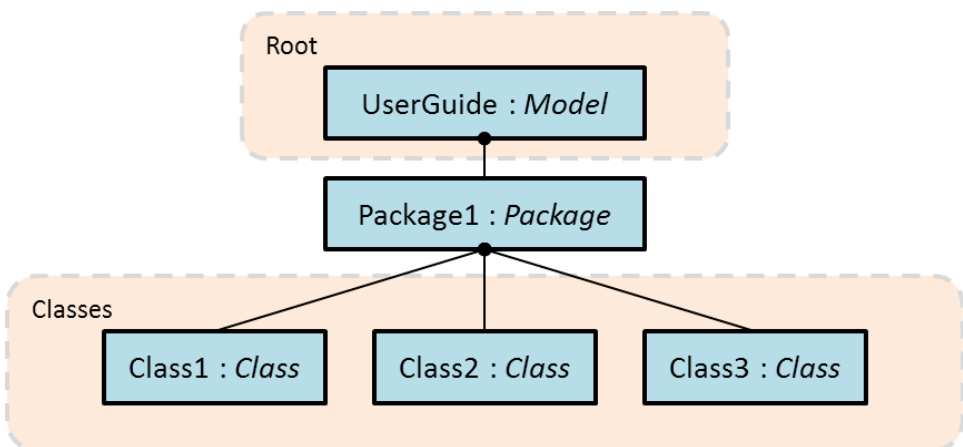 Root
UserGuide : Model
Package1 : Package
Classes
Class1 : Class
Class2 : Class
Class3 : Class